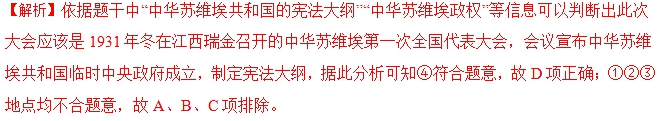 【解析】依据题干中“中华苏维埃共和国的宪法大纲”“中华苏维埃政权”等信息可以判断出此次
大会应该是 1931 年冬在江西瑞金召开的中华苏维埃第一次全国代表大会，会议宣布中华苏维
埃共和国临时中央政府成立，制定宪法大纲，据此分析可知④符合题意，故 D 项正确；①②③
地点均不合题意，故 A、B、C 项排除。